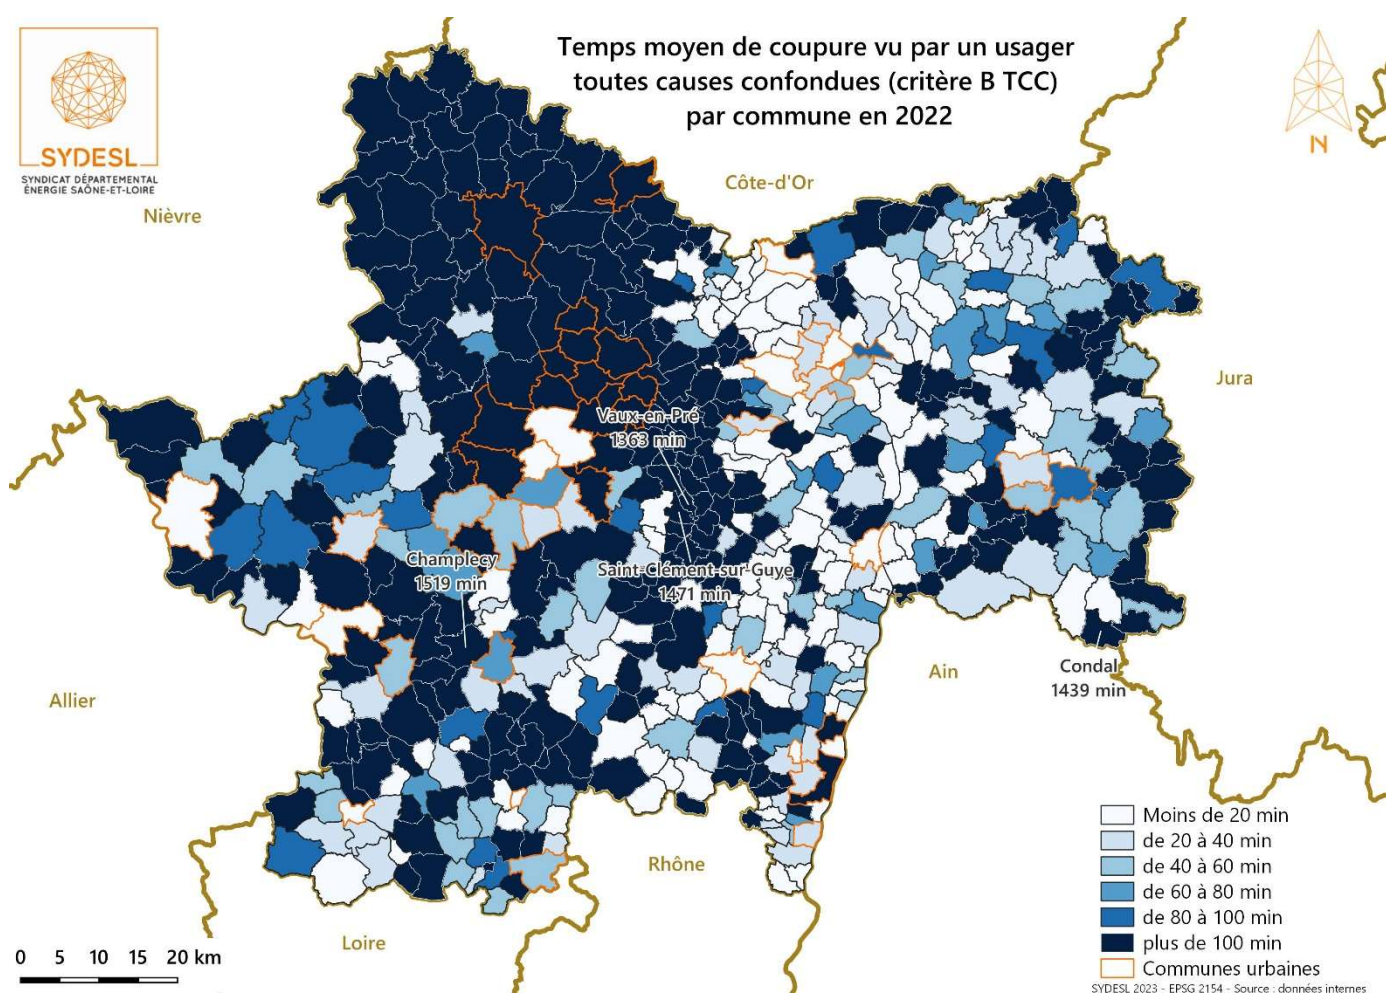 Temps moyen de coupure vu par un usager
toutes causes confondues (critère B TCC)
par commune en 2022
SYDESL
SYNDICAT DÉPARTEMENTAL
ÉNERGIE SAÔNE-ET-LOIRE
N
Côte-d'Or
Nièvre
Jura
Vaux-en-Pré
1363 min
Champlecy
1519 min
Saint-Clément-sur-Guye
1471 min
Condal
1439 min
Ain
Allier
Rhône
Loire
Moins de 20 min
de 20 à 40 min
de 40 à 60 min
de 60 à 80 min
de 80 à 100 min
plus de 100 min
Communes urbaines
0 5 10 15 20 km
SYDESL 2023 - EPSG 2154 - Source : données internes